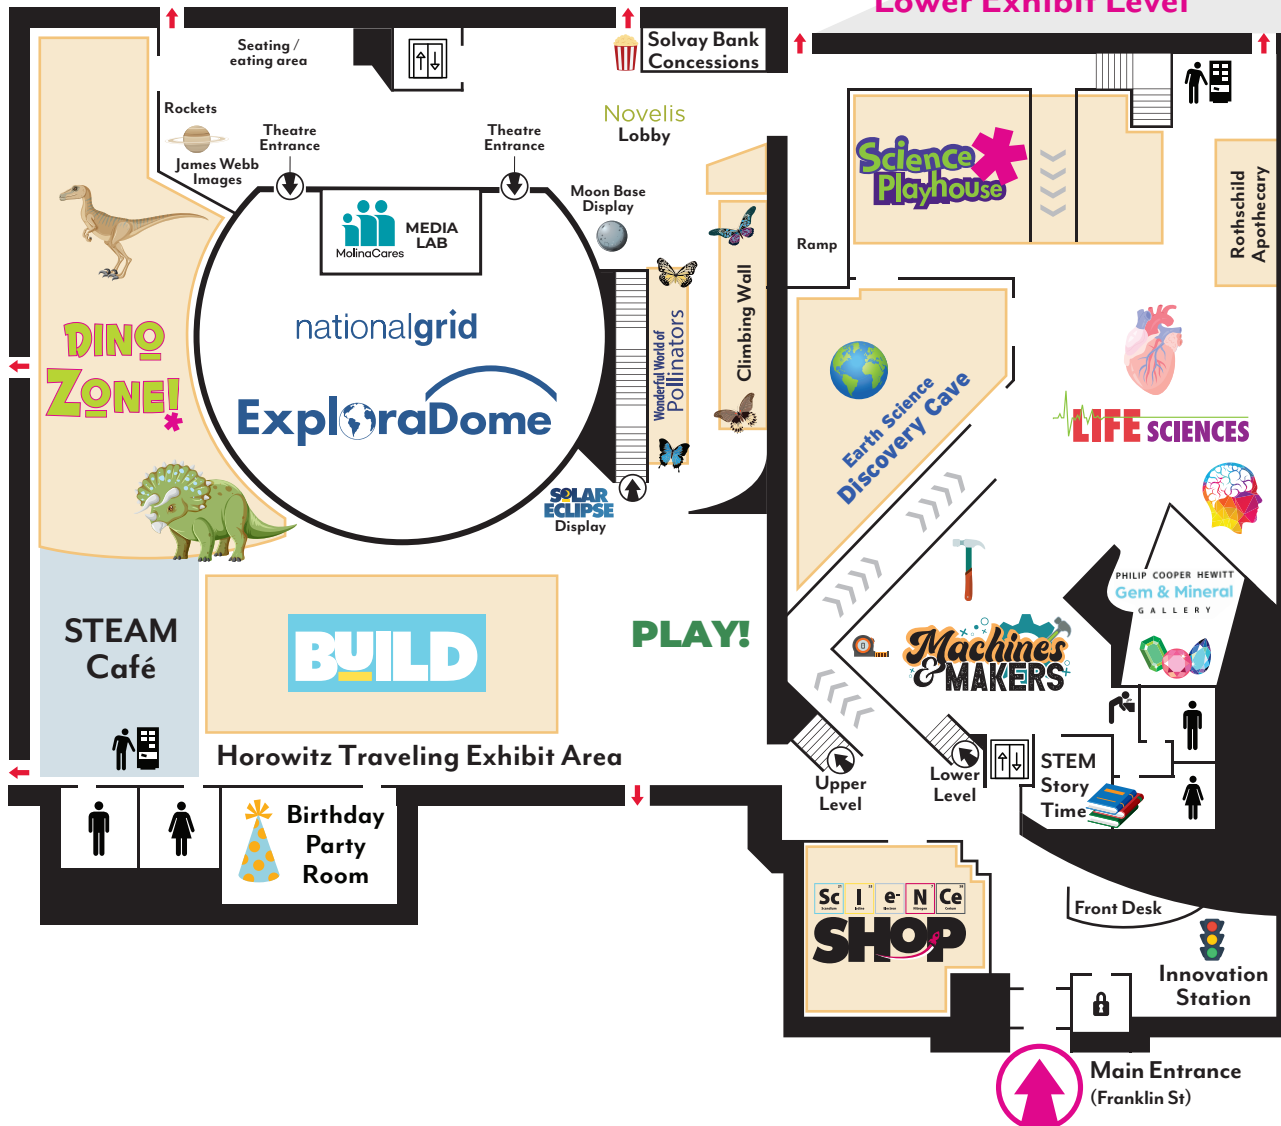 Lower Exhibit Level
Seating /
eating area
Solvay Bank
Concessions
Rockets
James Webb
Images
Theatre
Entrance
Theatre
Entrance
Novelis
Lobby
Moon Base
Display
MolinaCares
MEDIA
LAB
Science
Playhouse
Ramp
Rothschild
Apothecary
DINO
ZONE!
nationalgrid
ExploraDome
Wonderful World of
Pollinators
Climbing Wall
Earth Science
Discovery Cave
LIFE SCIENCES
SOLAR
ECLIPSE
Display
PHILIP COOPER HEWITT
Gem & Mineral
GALLERY
STEAM
Café
BUILD
PLAY!
Machines
& MAKERS
Horowitz Traveling Exhibit Area
Upper
Level
Lower
Level
STEM
Story
Time
Birthday
Party
Room
Sc I e- N Ce
SHOP
Front Desk
Innovation
Station
Main Entrance
(Franklin St)